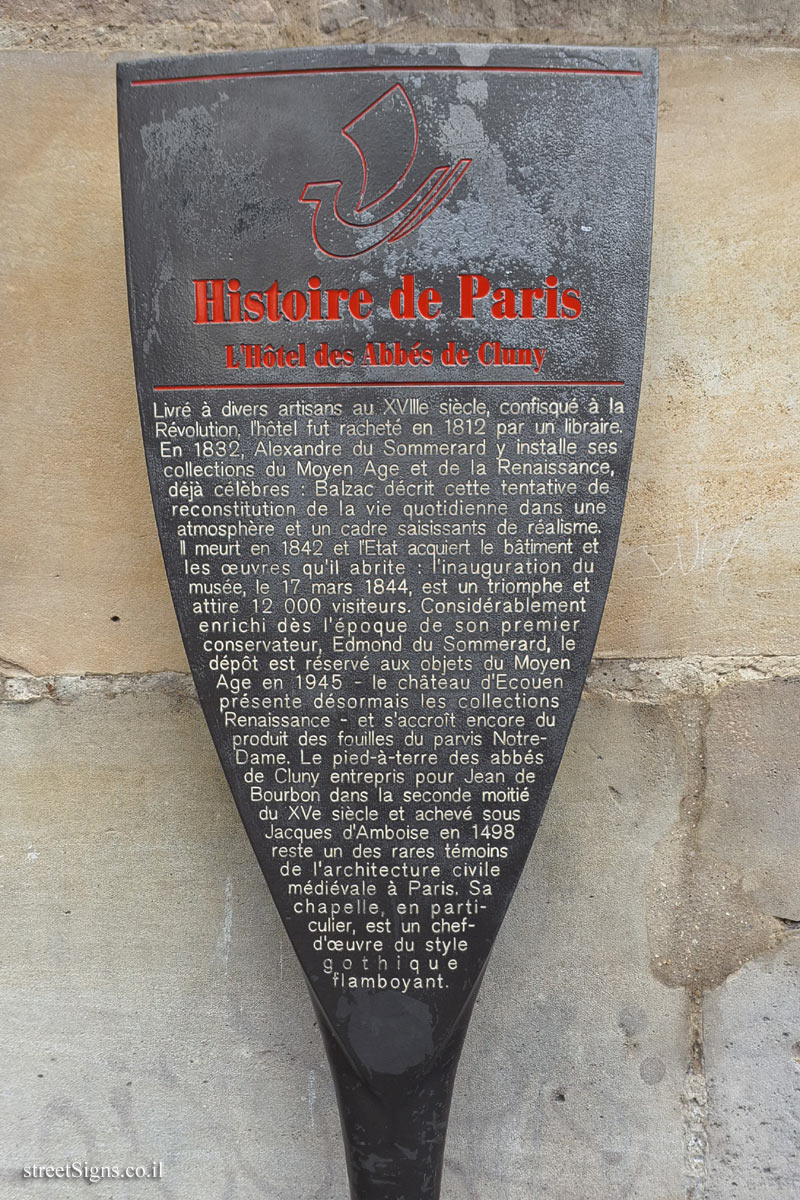 Histoire de Paris
L'Hôtel des Abbés de Cluny
Livré à divers artisans au XVIIIe siècle, confisqué à la
Révolution, l'hôtel fut racheté en 1812 par un libraire.
En 1832, Alexandre du Sommerard y installe ses
collections du Moyen Age et de la Renaissance,
déjà célèbres : Balzac décrit cette tentative de
reconstitution de la vie quotidienne dans une
atmosphère et un cadre saisissants de réalisme.
Il meurt en 1842 et l'Etat acquiert le bâtiment et
les œuvres qu'il abrite : l'inauguration du
musée, le 17 mars 1844, est un triomphe et
attire 12 000 visiteurs. Considérablement
enrichi dès l'époque de son premier
conservateur, Edmond du Sommerard, le
dépôt est réservé aux objets du Moyen
Age en 1945 - le château d'Ecouen
présente désormais les collections
Renaissance - et s'accroît encore du
produit des fouilles du parvis Notre-
Dame. Le pied-à-terre des abbés
de Cluny entrepris pour Jean de
Bourbon dans la seconde moitié
du XVe siècle et achevé sous
Jacques d'Amboise en 1498
reste un des rares témoins
de l'architecture civile
médiévale à Paris. Sa
chapelle, en parti-
culier, est un chef-
d'œuvre du style
gothique
flamboyant.
streetSigns.co.il